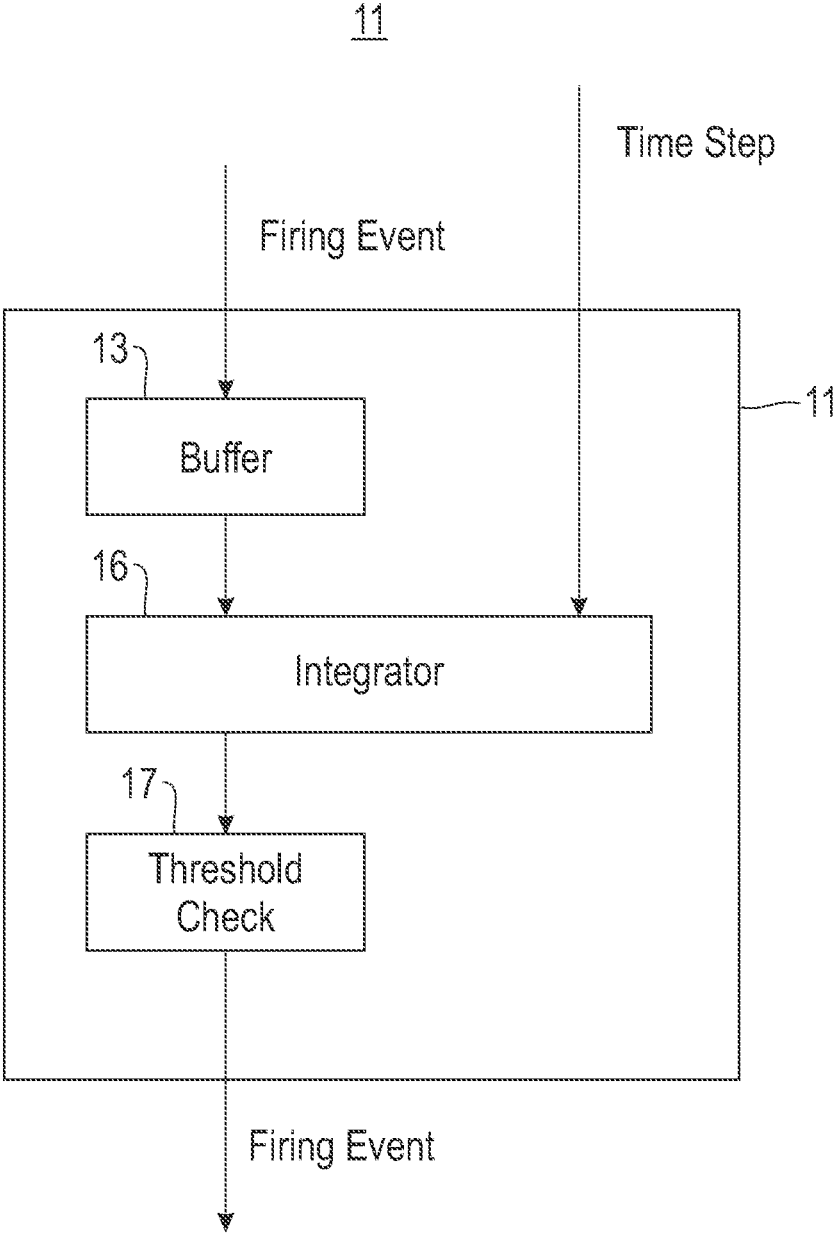 11
Time Step
Firing Event
13
11
Buffer
16
Integrator
17
Threshold
Check
Firing Event